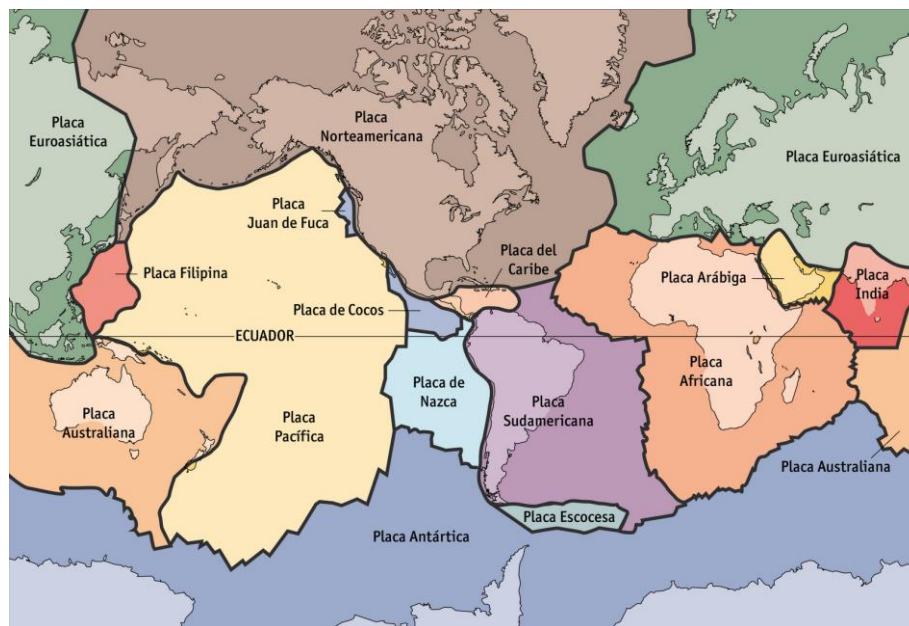 Placa
Norteamericana
Placa
Euroasiática
Placa Euroasiática
Placa
Juan de Fuca
Placa del
Caribe
Placa Filipina
Placa Arábiga
Placa
India
Placa de Cocos
ECUADOR
Placa
Africana
Placa de
Nazca
Placa
Australiana
Placa
Pacífica
Placa
Sudamericana
Placa Australiana
Placa Escocesa
Placa Antártica